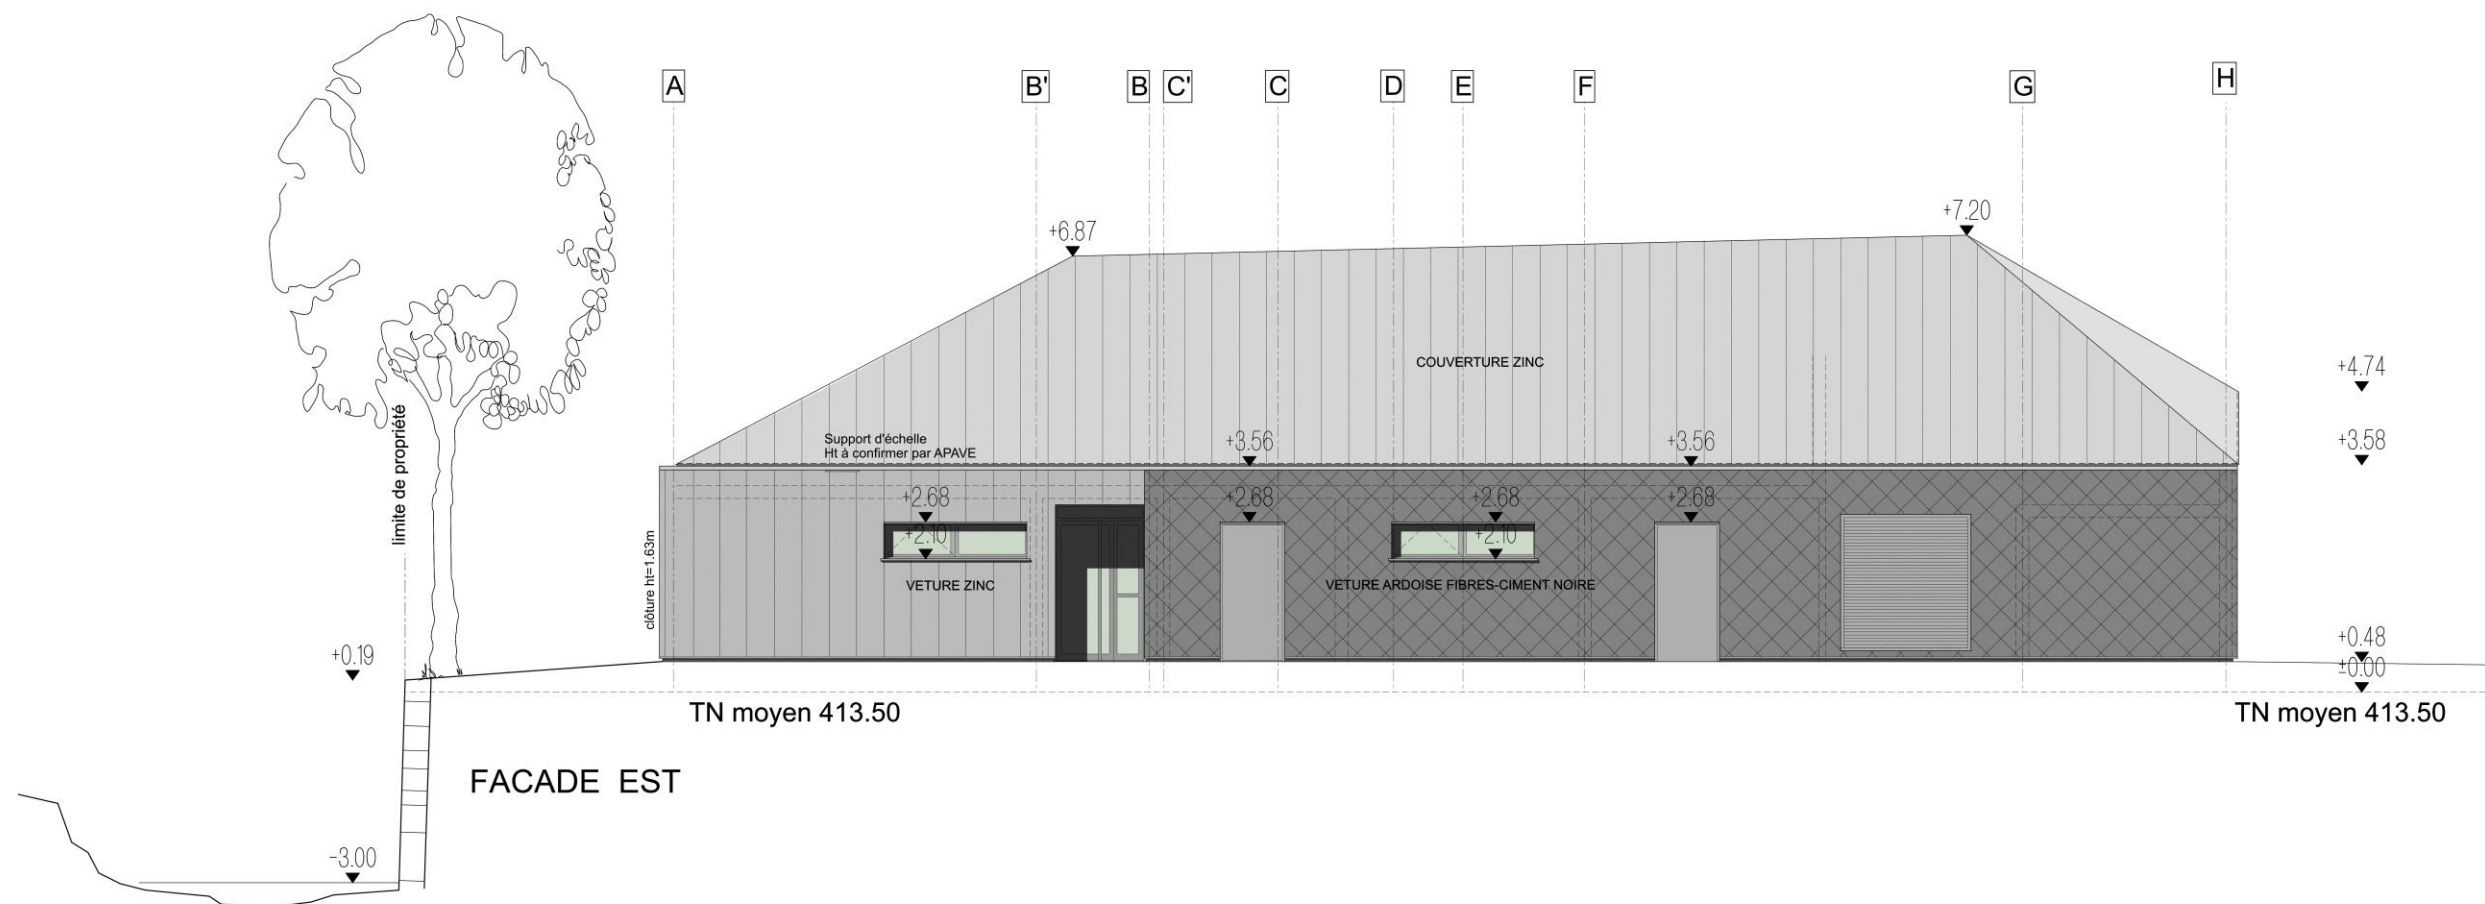 A
B'
B
C'
C
D
E
F
G
H
+6.87
+7.20
COUVERTURE ZINC
+4.74
limite de propriété
Support d'échelle
Ht à confirmer par APAVE
+3.56
+3.56
+3.58
+2.68
+2.68
+2.68
+2.68
+2.10
+2.10
clôture ht=1.63m
VETURE ZINC
VETURE ARDOISE FIBRES-CIMENT NOIRE
+0.19
+0.48
±0.00
TN moyen 413.50
TN moyen 413.50
FACADE EST
-3.00